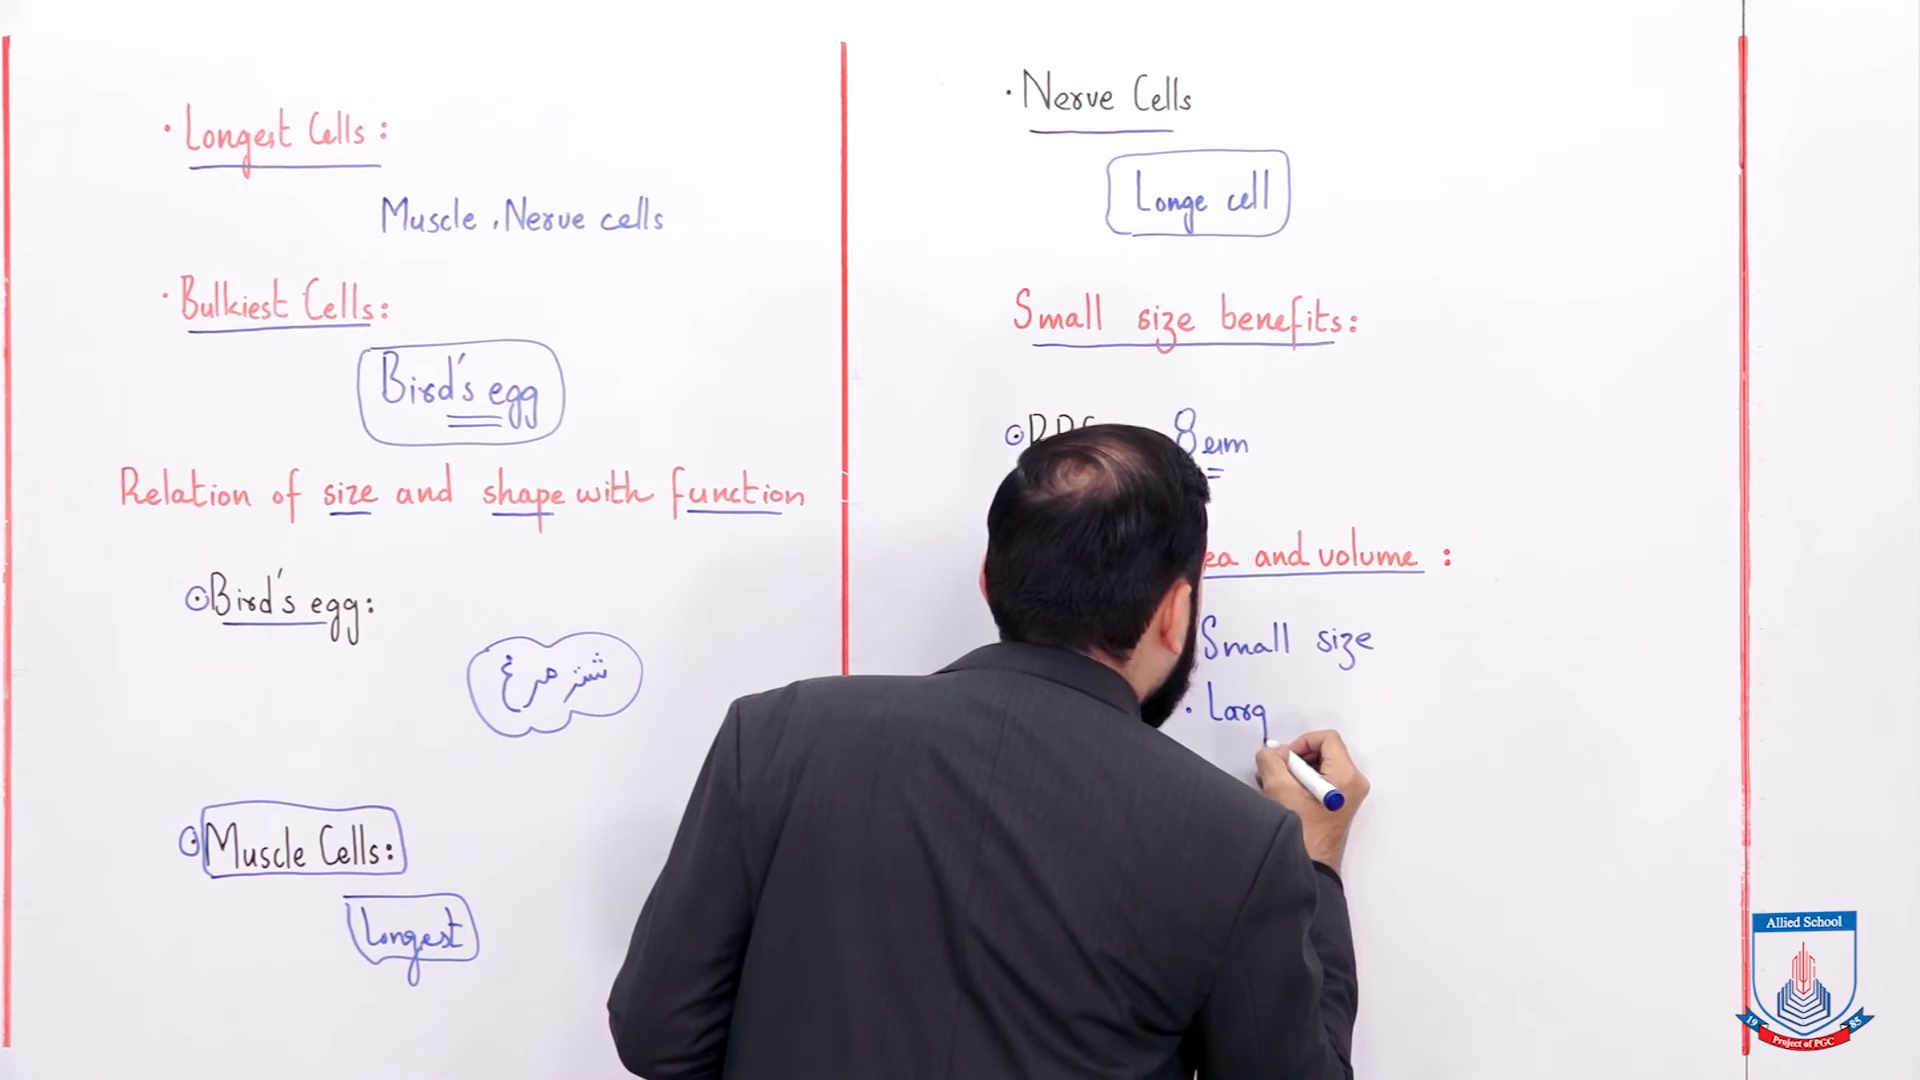 · Longest Cells:
Muscle, Nerve cells
· Bulkiest Cells:
Bird's egg
Relation of size and shape with function
Bird's egg:
شتر مرغ
Muscle Cells:
Longest
· Nerve Cells
Longe cell
Small size benefits:
8
and volume :
Small size
· Larg
Allied School
19 85
Project of PGC